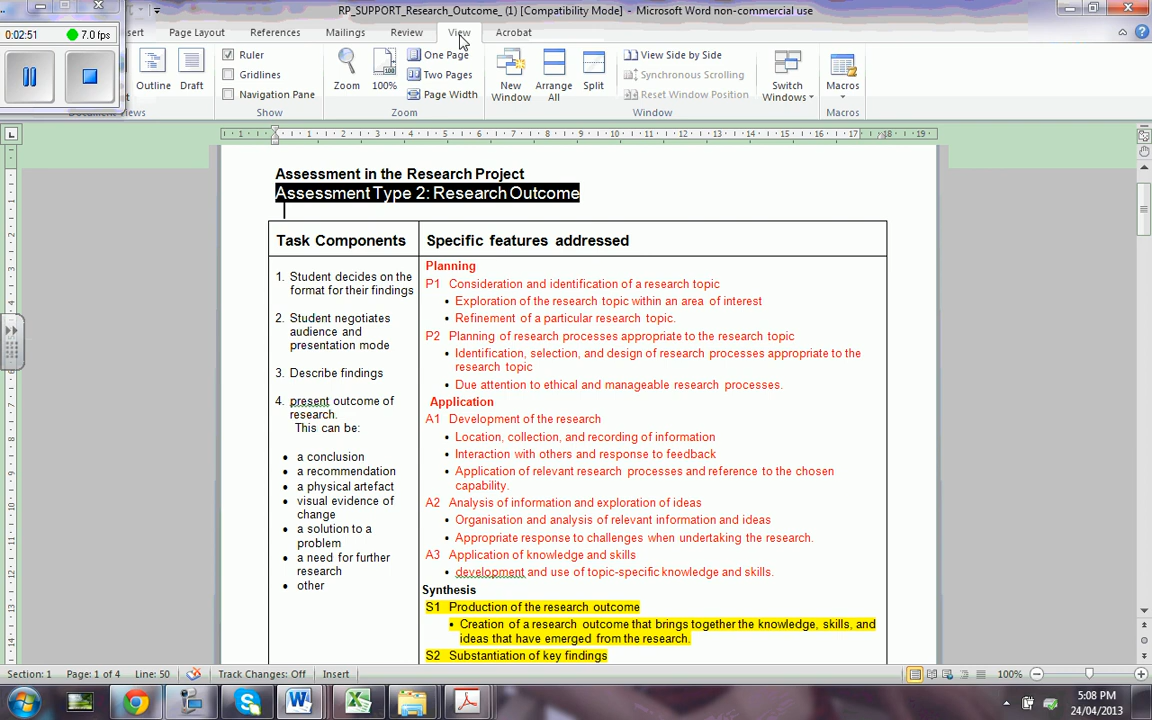 RP_SUPPORT_Research_Outcome_ (1) [Compatibility Mode] - Microsoft Word non-commercial use
0:02:51 7.0 fps
Page Layout References Mailings Review View Acrobat
Outline Draft
Ruler
Gridlines
Navigation Pane
Show
Zoom 100%
One Page
Two Pages
Page Width
Zoom
New Window
Arrange All
Split
View Side by Side
Synchronous Scrolling
Reset Window Position
Window
Switch Windows
Macros
Macros
Assessment in the Research Project
Assessment Type 2: Research Outcome
Task Components
1. Student decides on the
format for their findings
2. Student negotiates
audience and
presentation mode
3. Describe findings
4. present outcome of
research.
This can be:
• a conclusion
• a recommendation
• a physical artefact
• visual evidence of
change
• a solution to a
problem
• a need for further
research
• other
Specific features addressed
Planning
P1 Consideration and identification of a research topic
• Exploration of the research topic within an area of interest
• Refinement of a particular research topic.
P2 Planning of research processes appropriate to the research topic
• Identification, selection, and design of research processes appropriate to the
research topic
• Due attention to ethical and manageable research processes.
Application
A1 Development of the research
• Location, collection, and recording of information
• Interaction with others and response to feedback
• Application of relevant research processes and reference to the chosen
capability.
A2 Analysis of information and exploration of ideas
• Organisation and analysis of relevant information and ideas
• Appropriate response to challenges when undertaking the research.
A3 Application of knowledge and skills
• development and use of topic-specific knowledge and skills.
Synthesis
S1 Production of the research outcome
• Creation of a research outcome that brings together the knowledge, skills, and
ideas that have emerged from the research.
S2 Substantiation of key findings
Section: 1 Page: 1 of 4 Line: 50 Track Changes: Off Insert 100%
5:08 PM
24/04/2013